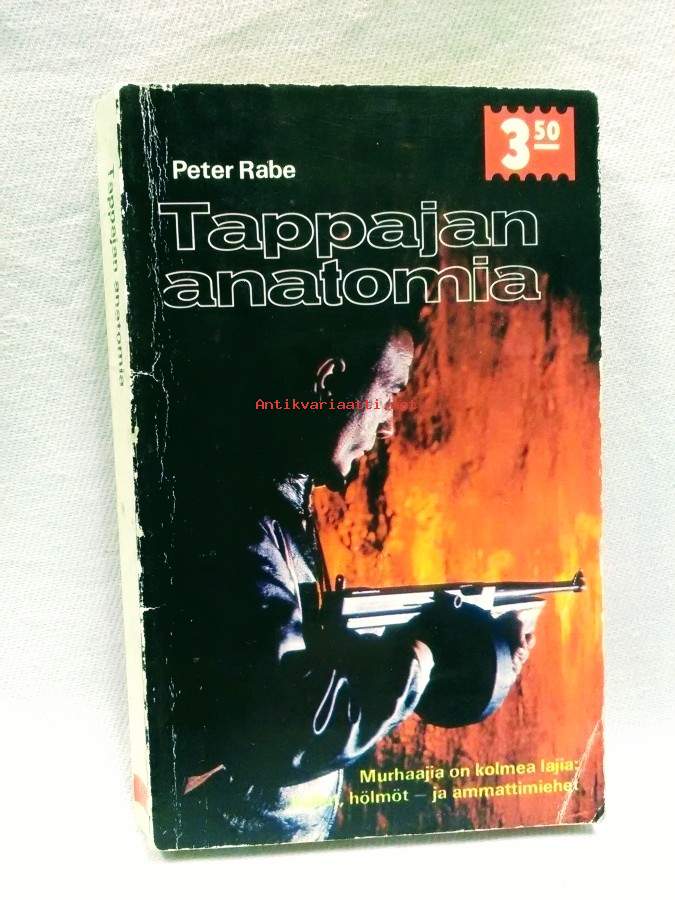 3 50
Peter Rabe
Tappajan
anatomia
Tappajan anatomia
Antikvariaatti.net
Murhaajia on kolmea lajia:
hölmöt — ja ammattimiehet